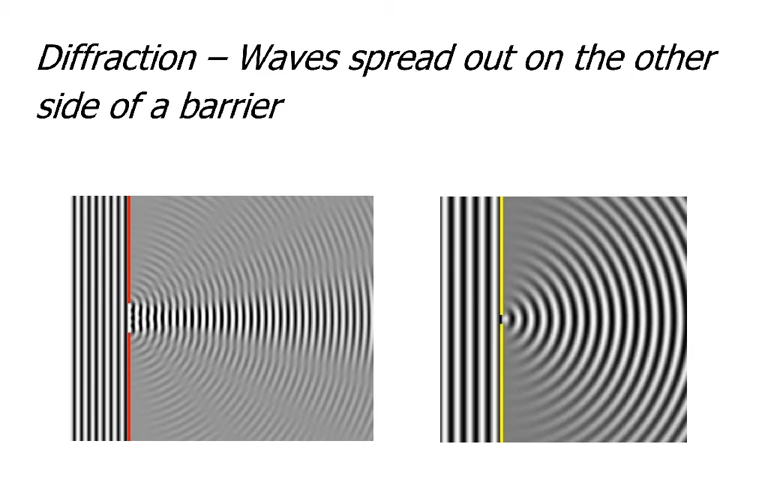 Diffraction – Waves spread out on the other
side of a barrier